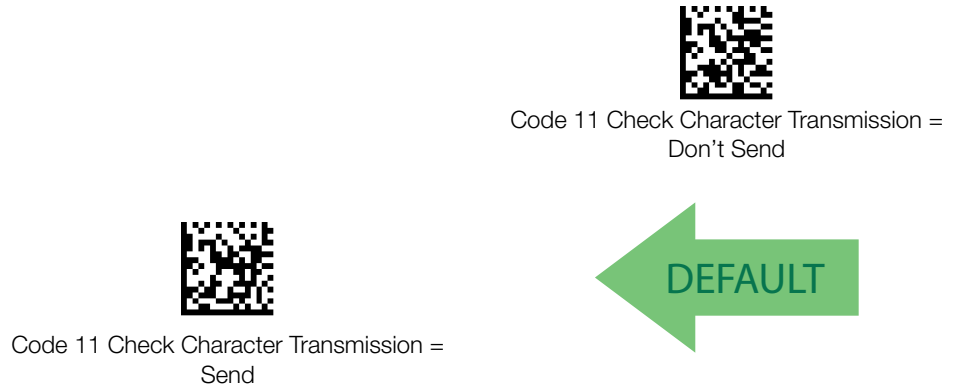 Code 11 Check Character Transmission =
Don’t Send
DEFAULT
Code 11 Check Character Transmission =
Send